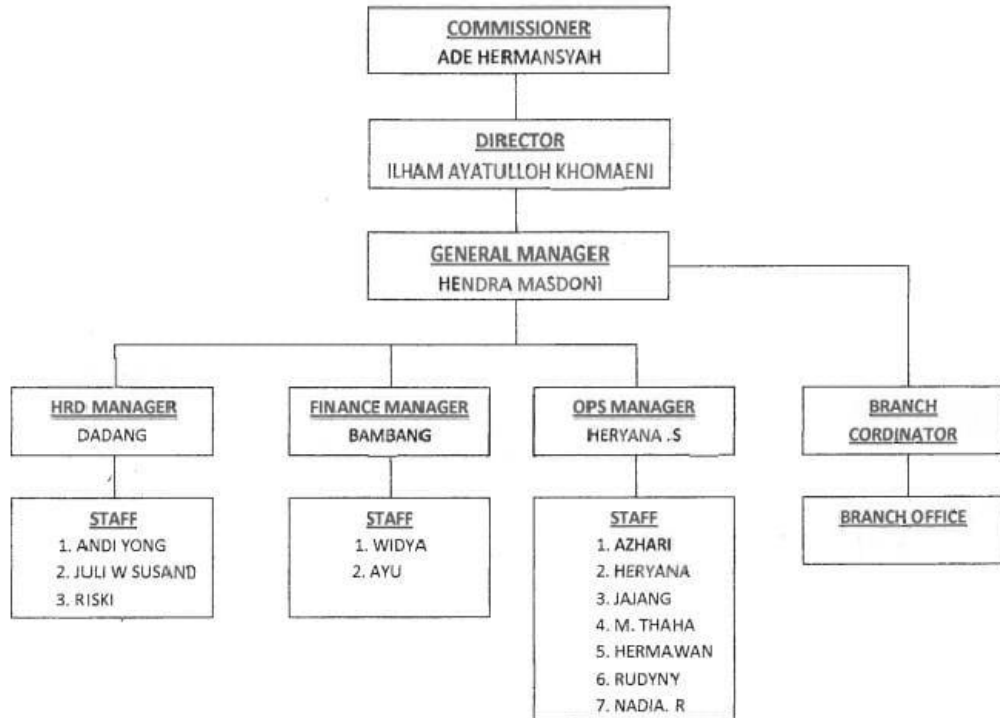 COMMISSIONER
ADE HERMANSYAH
DIRECTOR
ILHAM AYATULLOH KHOMAENI
GENERAL MANAGER
HENDRA MASDONI
HRD MANAGER
DADANG
FINANCE MANAGER
BAMBANG
OPS MANAGER
HERYANA .S
BRANCH
CORDINATOR
STAFF
1. ANDI YONG
2. JULI W SUSAND
3. RISKI
STAFF
1. WIDYA
2. AYU
STAFF
1. AZHARI
2. HERYANA
3. JAJANG
4. M. THAHA
5. HERMAWAN
6. RUDYNY
7. NADIA. R
BRANCH OFFICE